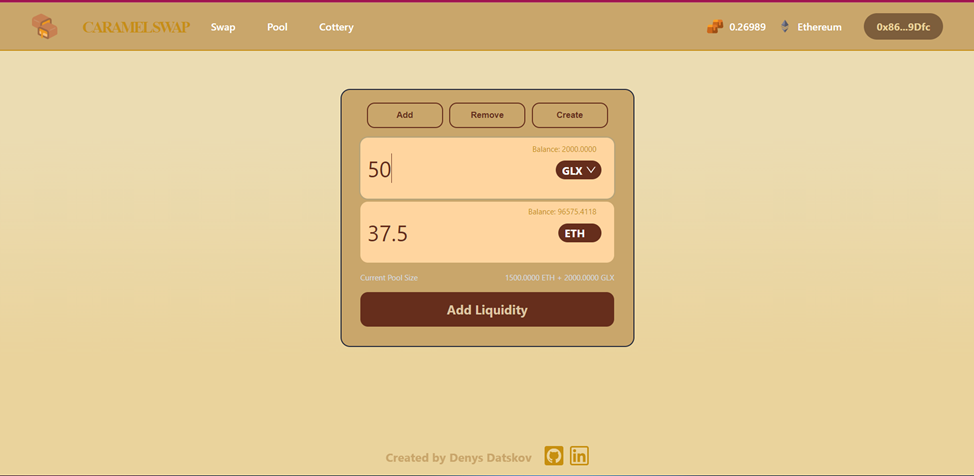 CARAMELSWAP Swap Pool Cottery 0.26989 Ethereum 0x86...9Dfc
Add Remove Create
Balance: 2000.0000
50 GLX
Balance: 96575.4118
37.5 ETH
Current Pool Size 1500.0000 ETH + 2000.0000 GLX
Add Liquidity
Created by Denys Datskov in